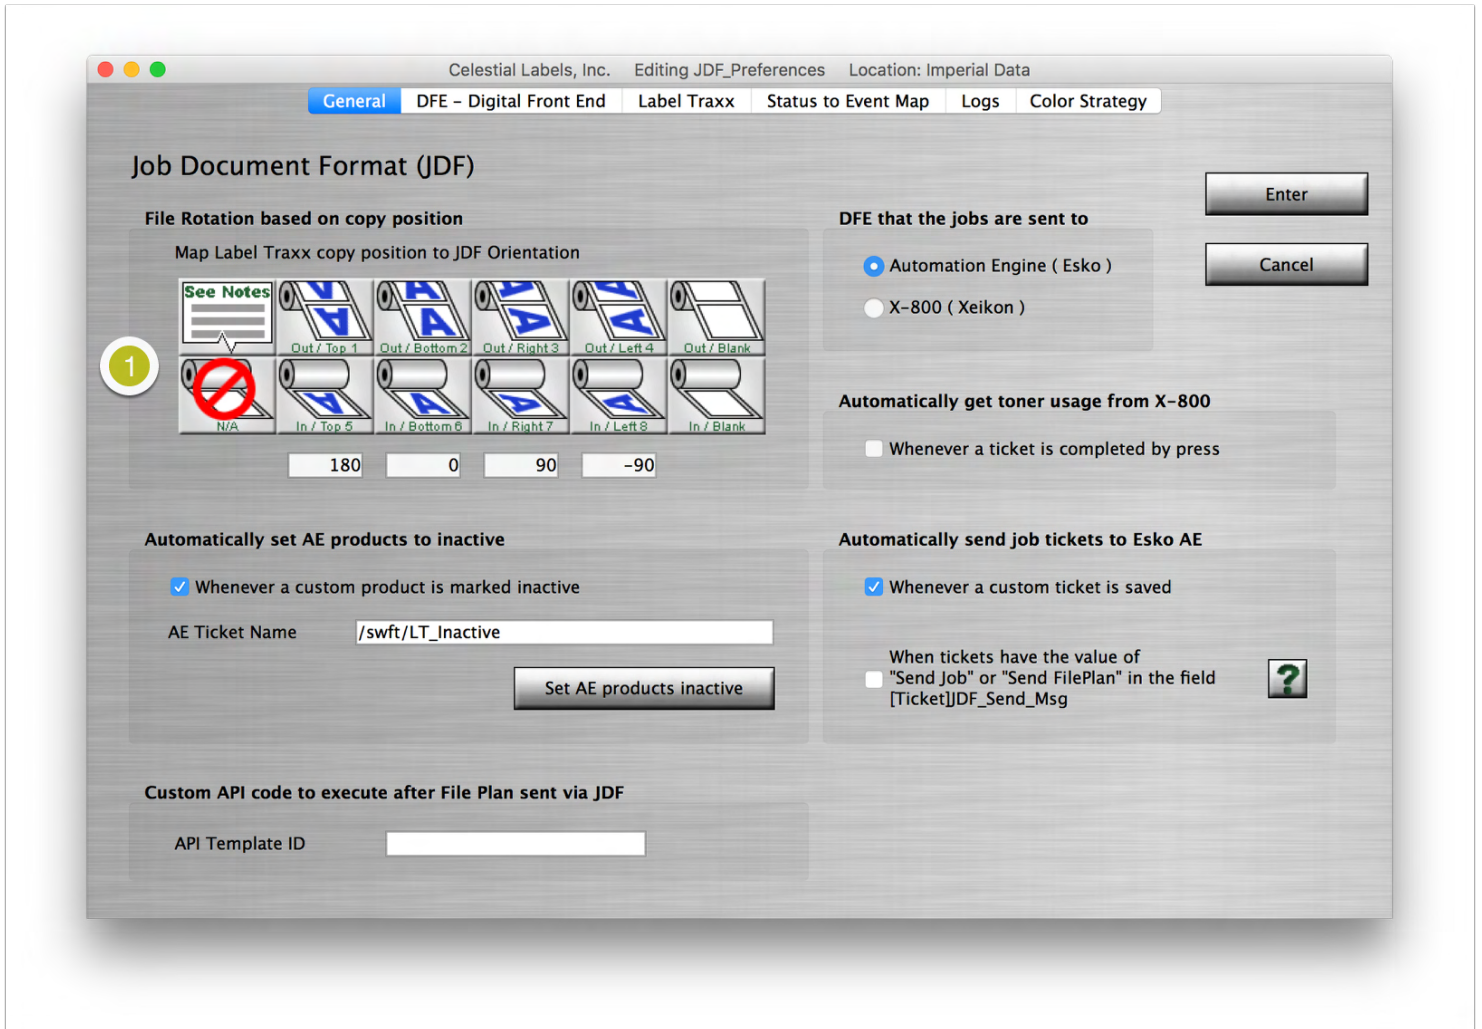 Celestial Labels, Inc. Editing JDF_Preferences Location: Imperial Data
General DFE - Digital Front End Label Traxx Status to Event Map Logs Color Strategy
Job Document Format (JDF)
Enter
Cancel
File Rotation based on copy position
Map Label Traxx copy position to JDF Orientation
See Notes
Out / Top 1 Out / Bottom 2 Out / Right 3 Out / Left 4 Out / Blank
1
N/A In / Top 5 In / Bottom 6 In / Right 7 In / Left 8 In / Blank
180 0 90 -90
DFE that the jobs are sent to
Automation Engine ( Esko )
X-800 ( Xeikon )
Automatically get toner usage from X-800
Whenever a ticket is completed by press
Automatically set AE products to inactive
Whenever a custom product is marked inactive
AE Ticket Name /swft/LT_Inactive
Set AE products inactive
Automatically send job tickets to Esko AE
Whenever a custom ticket is saved
When tickets have the value of
"Send Job" or "Send FilePlan" in the field
[Ticket]JDF_Send_Msg
?
Custom API code to execute after File Plan sent via JDF
API Template ID